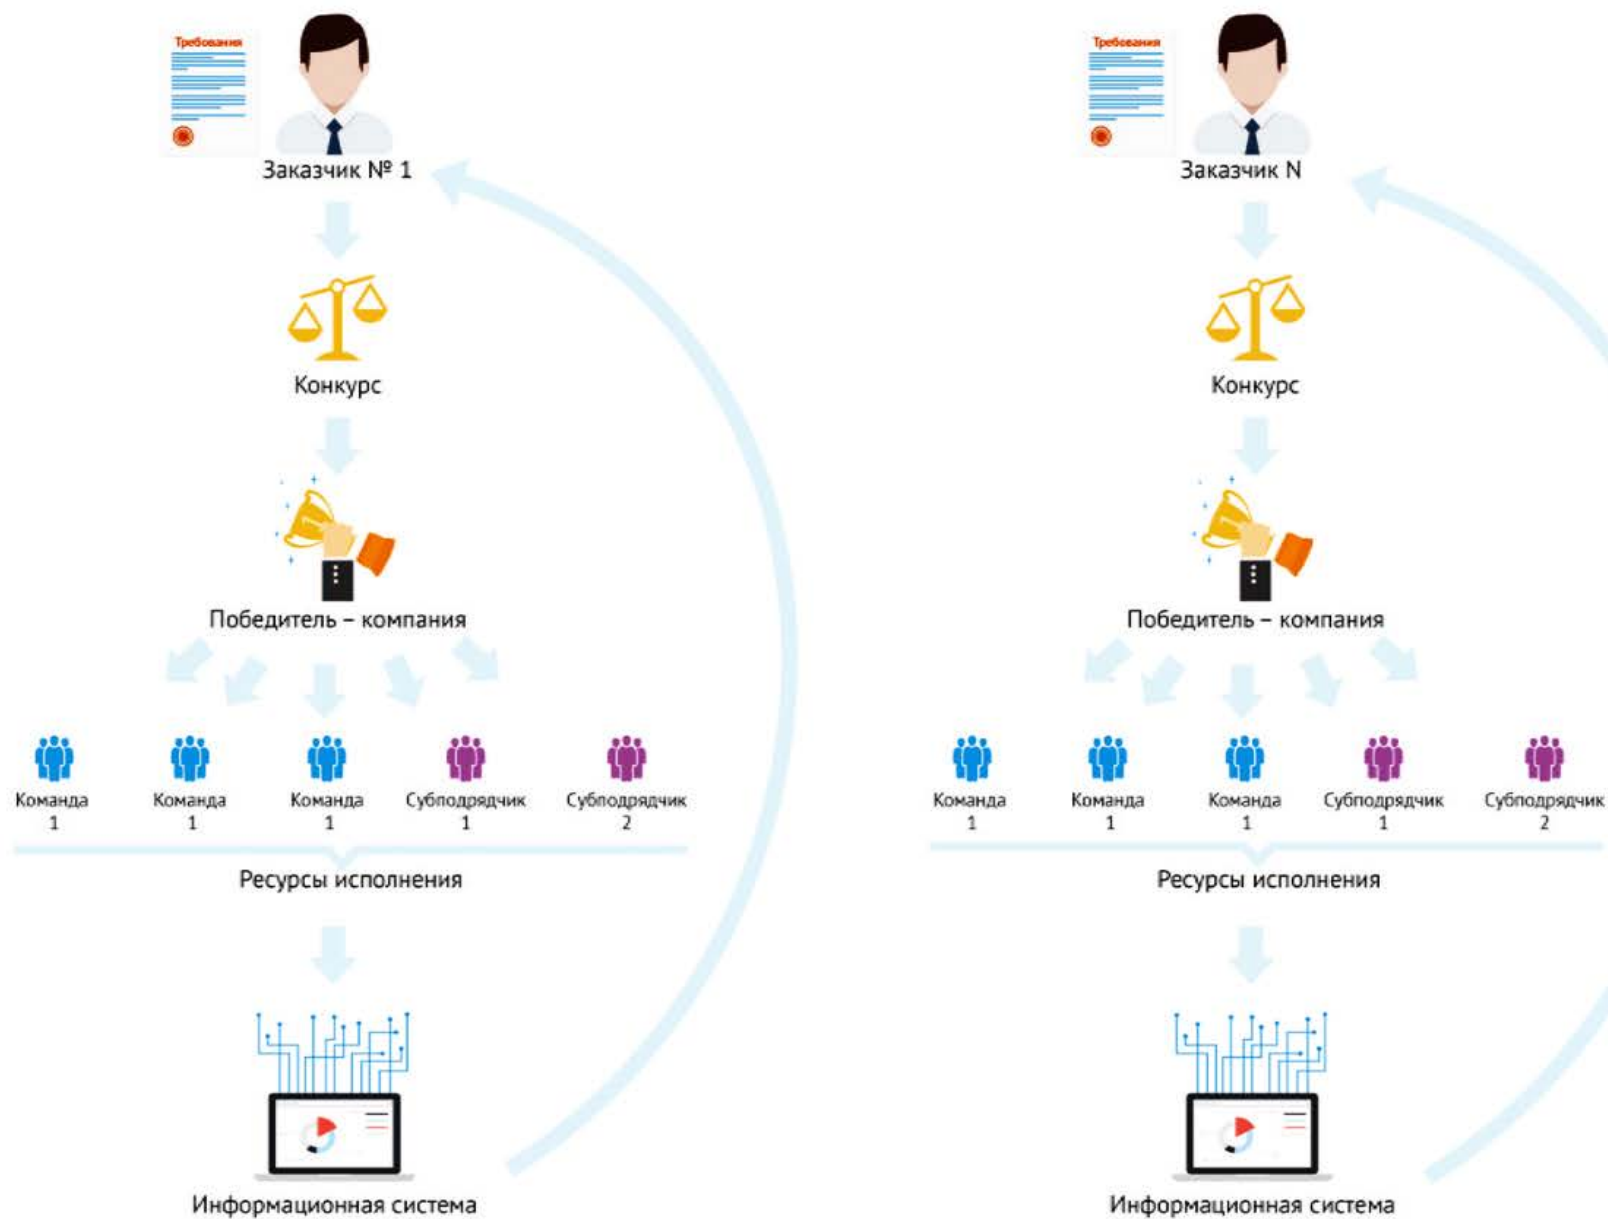 Требования
Заказчик № 1
Конкурс
Победитель – компания
Команда
1
Команда
1
Команда
1
Субподрядчик
1
Субподрядчик
2
Ресурсы исполнения
Информационная система
Требования
Заказчик N
Конкурс
Победитель – компания
Команда
1
Команда
1
Команда
1
Субподрядчик
1
Субподрядчик
2
Ресурсы исполнения
Информационная система